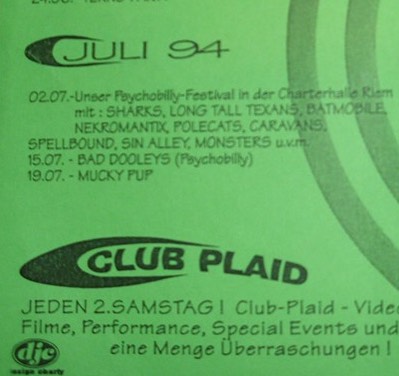 JULI 94
02.07.-Unser Psychobilly-Festival in der Charterhalle Riem
mit : SHARKS, LONG TALL TEXANS, BATMOBILE,
NEKROMANTIX, POLECATS, CARAVANS,
SPELLBOUND, SIN ALLEY, MONSTERS u.v.m.
15.07. - BAD DOOLEYS (Psychobilly)
19.07. - MUCKY PUP
CLUB PLAID
JEDEN 2.SAMSTAG ! Club-Plaid - Video
Filme, Performance, Special Events und
eine Menge Überraschungen !
djc